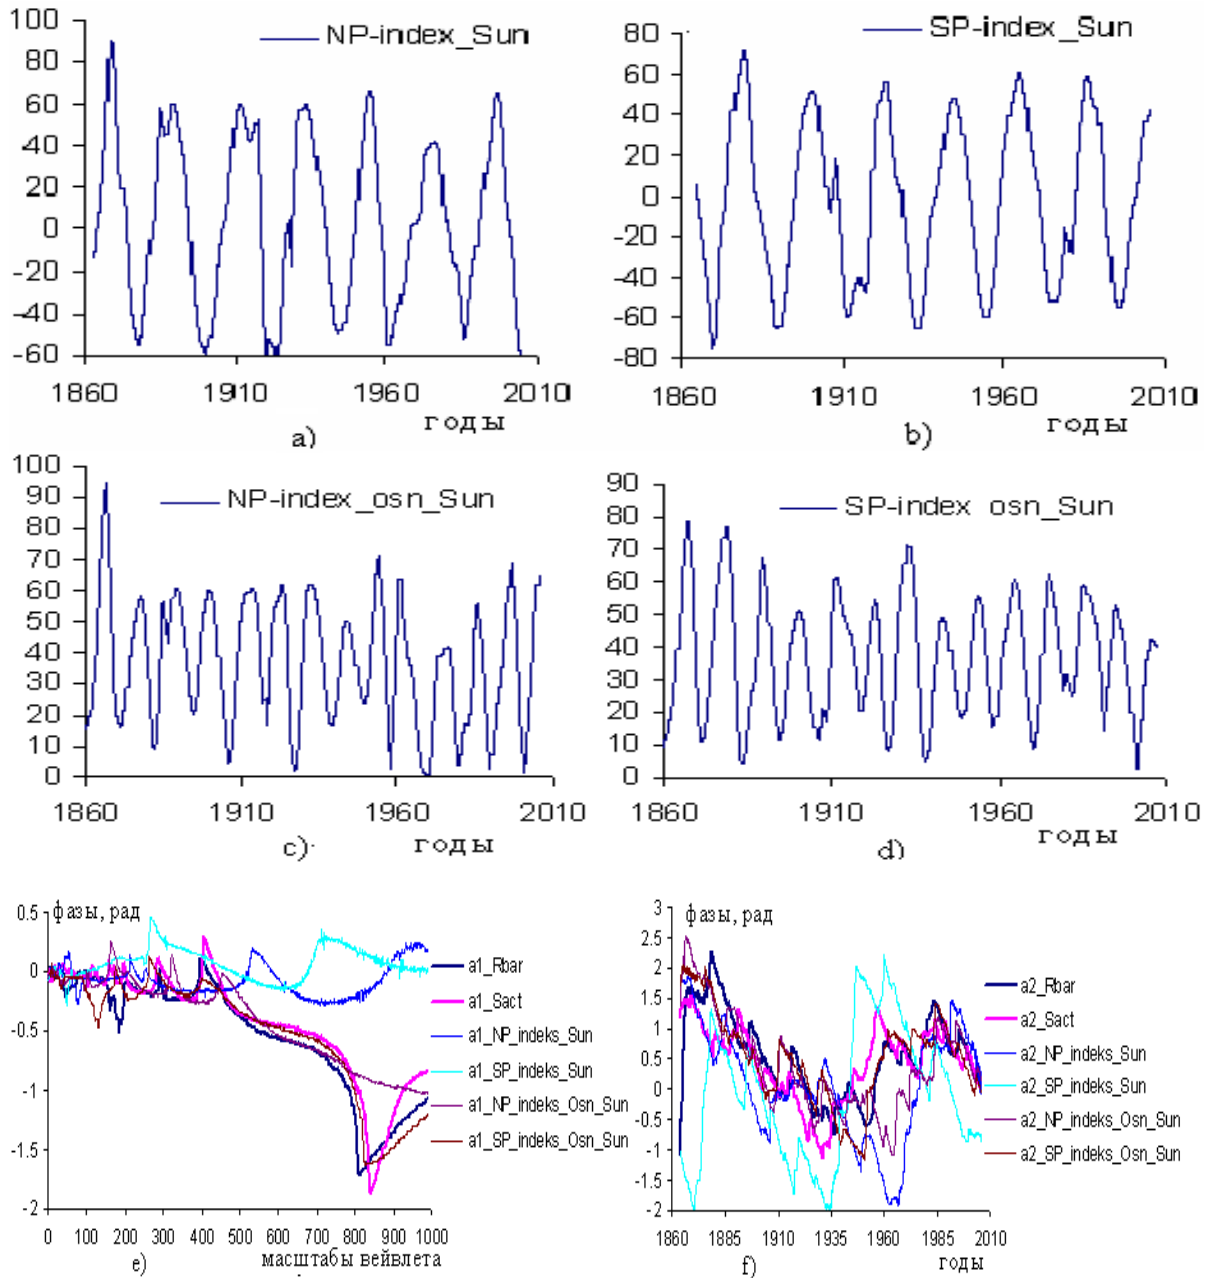 NP-index_Sun
100
80
60
40
20
0
-20
-40
-60
1860 1910 1960 2010
годы
a)
SP-index_Sun
80
60
40
20
0
-20
-40
-60
-80
1860 1910 1960 2010
годы
b)
NP-index_osn_Sun
100
90
80
70
60
50
40
30
20
10
0
1860 1910 1960 2010
годы
c)
SP-index osn_Sun
90
80
70
60
50
40
30
20
10
0
1860 1910 1960 2010
годы
d)
фазы, рад
0.5
0
-0.5
-1
-1.5
-2
0 100 200 300 400 500 600 700 800 900 1000
масштабы вейвлета
e)
a1_Rbar
a1_Sact
a1_NP_indeks_Sun
a1_SP_indeks_Sun
a1_NP_indeks_Osn_Sun
a1_SP_indeks_Osn_Sun
фазы, рад
3
2.5
2
1.5
1
0.5
0
-0.5
-1
-1.5
-2
1860 1885 1910 1935 1960 1985 2010
годы
f)
a2_Rbar
a2_Sact
a2_NP_indeks_Sun
a2_SP_indeks_Sun
a2_NP_indeks_Osn_Sun
a2_SP_indeks_Osn_Sun